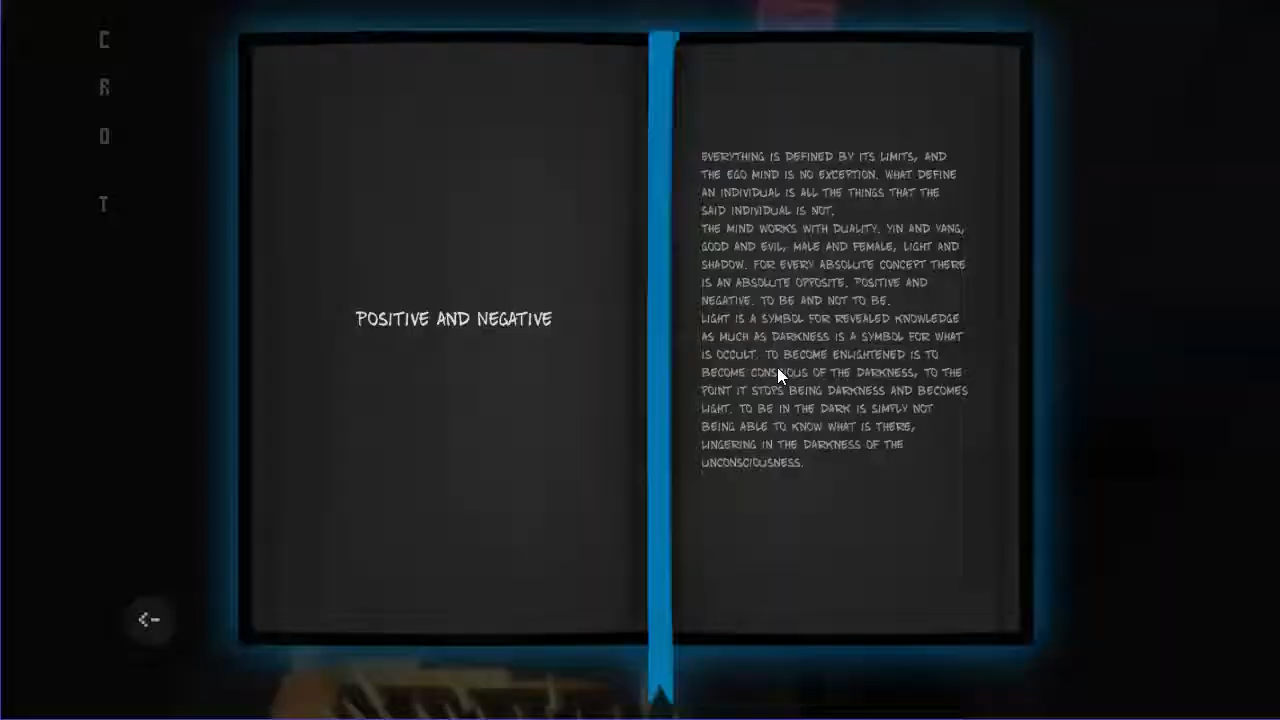 C
R
O
T
POSITIVE AND NEGATIVE
EVERYTHING IS DEFINED BY ITS LIMITS, AND
THE EGO MIND IS NO EXCEPTION. WHAT DEFINE
AN INDIVIDUAL IS ALL THE THINGS THAT THE
SAID INDIVIDUAL IS NOT.
THE MIND WORKS WITH DUALITY. YIN AND YANG,
GOOD AND EVIL, MALE AND FEMALE, LIGHT AND
SHADOW. FOR EVERY ABSOLUTE CONCEPT THERE
IS AN ABSOLUTE OPPOSITE. POSITIVE AND
NEGATIVE. TO BE AND NOT TO BE.
LIGHT IS A SYMBOL FOR REVEALED KNOWLEDGE
AS MUCH AS DARKNESS IS A SYMBOL FOR WHAT
IS OCCULT. TO BECOME ENLIGHTENED IS TO
BECOME CONSCIOUS OF THE DARKNESS, TO THE
POINT IT STOPS BEING DARKNESS AND BECOMES
LIGHT. TO BE IN THE DARK IS SIMPLY NOT
BEING ABLE TO KNOW WHAT IS THERE,
LINGERING IN THE DARKNESS OF THE
UNCONSCIOUSNESS.
<-